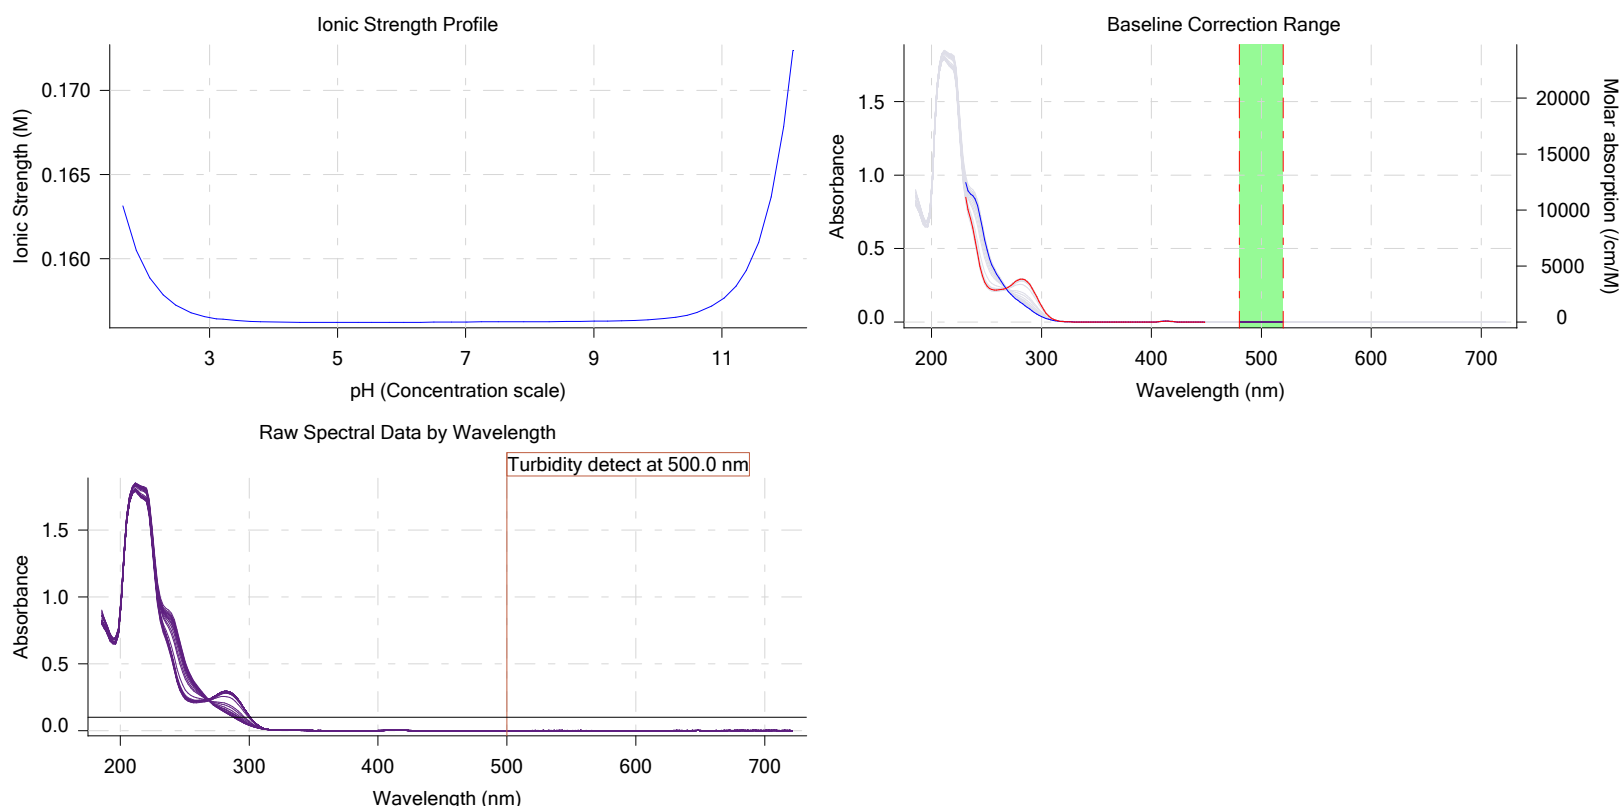 Ionic Strength Profile
Ionic Strength (M)
0.170
0.165
0.160
3 5 7 9 11
pH (Concentration scale)
Baseline Correction Range
Absorbance
1.5
1.0
0.5
0.0
Molar absorption (/cm/M)
20000
15000
10000
5000
0
200 300 400 500 600 700
Wavelength (nm)
Raw Spectral Data by Wavelength
Turbidity detect at 500.0 nm
Absorbance
1.5
1.0
0.5
0.0
200 300 400 500 600 700
Wavelength (nm)